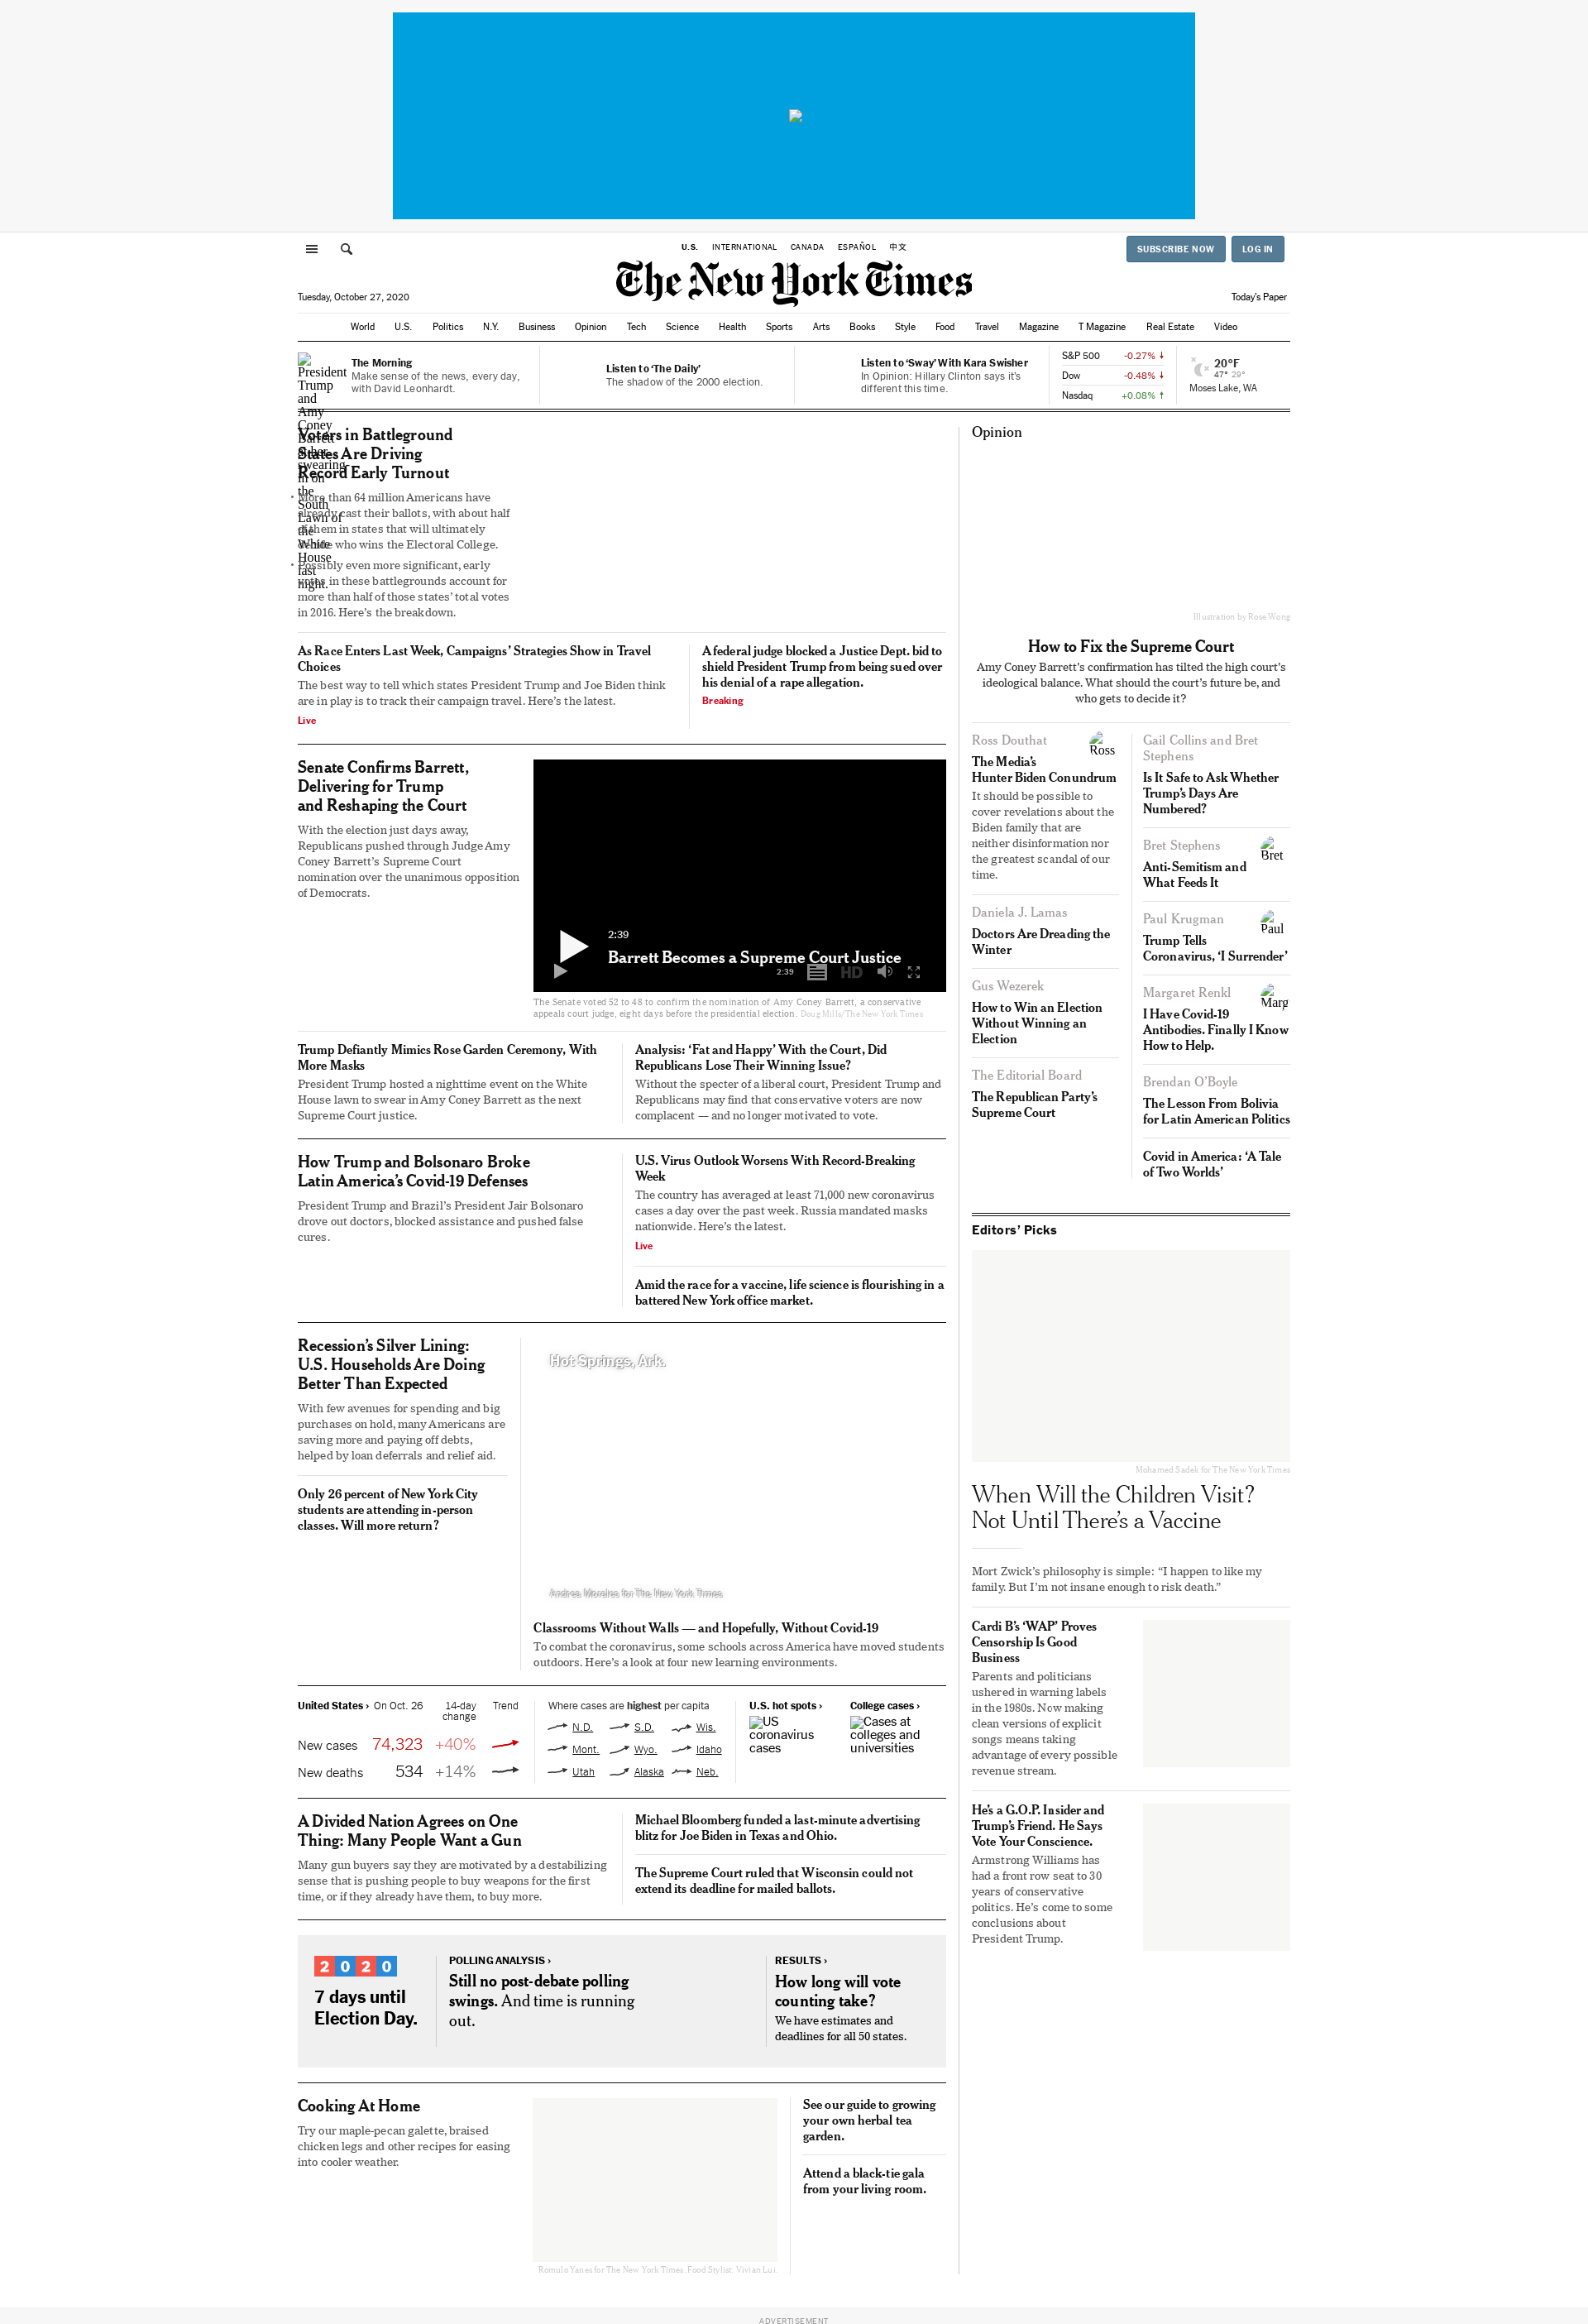 U.S. INTERNATIONAL CANADA ESPAÑOL 中文
SUBSCRIBE NOW
LOG IN
The New York Times
Tuesday, October 27, 2020
Today's Paper
World U.S. Politics N.Y. Business Opinion Tech Science Health Sports Arts Books Style Food Travel Magazine T Magazine Real Estate Video
President
Trump
and
Amy
Coney
Barrett
at her
swearing-
in on
the
South
Lawn of
the
White
House
last
night.
The Morning
Make sense of the news, every day,
with David Leonhardt.
Listen to ‘The Daily’
The shadow of the 2000 election.
Listen to ‘Sway’ With Kara Swisher
In Opinion: Hillary Clinton says it's
different this time.
S&P 500 -0.27% ↓
Dow -0.48% ↓
Nasdaq +0.08% ↑
20°F
47° 29°
Moses Lake, WA
Voters in Battleground
States Are Driving
Record Early Turnout
• More than 64 million Americans have
already cast their ballots, with about half
of them in states that will ultimately
decide who wins the Electoral College.
• Possibly even more significant, early
votes in these battlegrounds account for
more than half of those states’ total votes
in 2016. Here’s the breakdown.
As Race Enters Last Week, Campaigns’ Strategies Show in Travel
Choices
The best way to tell which states President Trump and Joe Biden think
are in play is to track their campaign travel. Here’s the latest.
Live
A federal judge blocked a Justice Dept. bid to
shield President Trump from being sued over
his denial of a rape allegation.
Breaking
Senate Confirms Barrett,
Delivering for Trump
and Reshaping the Court
With the election just days away,
Republicans pushed through Judge Amy
Coney Barrett’s Supreme Court
nomination over the unanimous opposition
of Democrats.
2:39
Barrett Becomes a Supreme Court Justice
2:39 HD
The Senate voted 52 to 48 to confirm the nomination of Amy Coney Barrett, a conservative
appeals court judge, eight days before the presidential election. Doug Mills/The New York Times
Trump Defiantly Mimics Rose Garden Ceremony, With
More Masks
President Trump hosted a nighttime event on the White
House lawn to swear in Amy Coney Barrett as the next
Supreme Court justice.
Analysis: ‘Fat and Happy’ With the Court, Did
Republicans Lose Their Winning Issue?
Without the specter of a liberal court, President Trump and
Republicans may find that conservative voters are now
complacent — and no longer motivated to vote.
How Trump and Bolsonaro Broke
Latin America’s Covid-19 Defenses
President Trump and Brazil’s President Jair Bolsonaro
drove out doctors, blocked assistance and pushed false
cures.
U.S. Virus Outlook Worsens With Record-Breaking
Week
The country has averaged at least 71,000 new coronavirus
cases a day over the past week. Russia mandated masks
nationwide. Here’s the latest.
Live
Amid the race for a vaccine, life science is flourishing in a
battered New York office market.
Recession’s Silver Lining:
U.S. Households Are Doing
Better Than Expected
With few avenues for spending and big
purchases on hold, many Americans are
saving more and paying off debts,
helped by loan deferrals and relief aid.
Only 26 percent of New York City
students are attending in-person
classes. Will more return?
Hot Springs, Ark.
Andrea Morales for The New York Times
Classrooms Without Walls — and Hopefully, Without Covid-19
To combat the coronavirus, some schools across America have moved students
outdoors. Here’s a look at four new learning environments.
United States › On Oct. 26 14-day Trend
change
New cases 74,323 +40%
New deaths 534 +14%
Where cases are highest per capita
N.D. S.D. Wis.
Mont. Wyo. Idaho
Utah Alaska Neb.
U.S. hot spots ›
US
coronavirus
cases
College cases ›
Cases at
colleges and
universities
A Divided Nation Agrees on One
Thing: Many People Want a Gun
Many gun buyers say they are motivated by a destabilizing
sense that is pushing people to buy weapons for the first
time, or if they already have them, to buy more.
Michael Bloomberg funded a last-minute advertising
blitz for Joe Biden in Texas and Ohio.
The Supreme Court ruled that Wisconsin could not
extend its deadline for mailed ballots.
2020
7 days until
Election Day.
POLLING ANALYSIS ›
Still no post-debate polling
swings. And time is running
out.
RESULTS ›
How long will vote
counting take?
We have estimates and
deadlines for all 50 states.
Cooking At Home
Try our maple-pecan galette, braised
chicken legs and other recipes for easing
into cooler weather.
Romulo Yanes for The New York Times. Food Stylist: Vivian Lui.
See our guide to growing
your own herbal tea
garden.
Attend a black-tie gala
from your living room.
Opinion
Illustration by Rose Wong
How to Fix the Supreme Court
Amy Coney Barrett’s confirmation has tilted the high court’s
ideological balance. What should the court’s future be, and
who gets to decide it?
Ross Douthat
Ross
The Media’s
Hunter Biden Conundrum
It should be possible to
cover revelations about the
Biden family that are
neither disinformation nor
the greatest scandal of our
time.
Daniela J. Lamas
Doctors Are Dreading the
Winter
Gus Wezerek
How to Win an Election
Without Winning an
Election
The Editorial Board
The Republican Party’s
Supreme Court
Gail Collins and Bret
Stephens
Is It Safe to Ask Whether
Trump’s Days Are
Numbered?
Bret Stephens
Bret
Anti-Semitism and
What Feeds It
Paul Krugman
Paul
Trump Tells
Coronavirus, ‘I Surrender’
Margaret Renkl
Marg
I Have Covid-19
Antibodies. Finally I Know
How to Help.
Brendan O’Boyle
The Lesson From Bolivia
for Latin American Politics
Covid in America: ‘A Tale
of Two Worlds’
Editors’ Picks
Mohamed Sadek for The New York Times
When Will the Children Visit?
Not Until There’s a Vaccine
Mort Zwick’s philosophy is simple: “I happen to like my
family. But I’m not insane enough to risk death.”
Cardi B’s ‘WAP’ Proves
Censorship Is Good
Business
Parents and politicians
ushered in warning labels
in the 1980s. Now making
clean versions of explicit
songs means taking
advantage of every possible
revenue stream.
He’s a G.O.P. Insider and
Trump’s Friend. He Says
Vote Your Conscience.
Armstrong Williams has
had a front row seat to 30
years of conservative
politics. He’s come to some
conclusions about
President Trump.
ADVERTISEMENT